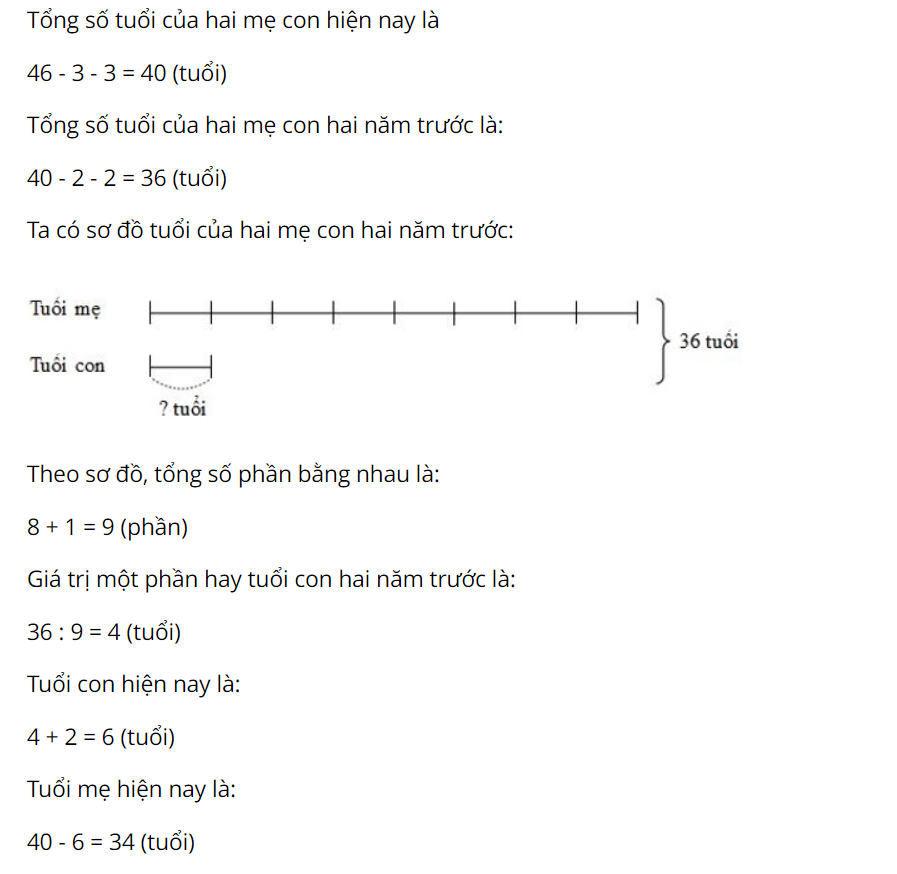 Tổng số tuổi của hai mẹ con hiện nay là
46 - 3 - 3 = 40 (tuổi)
Tổng số tuổi của hai mẹ con hai năm trước là:
40 - 2 - 2 = 36 (tuổi)
Ta có sơ đồ tuổi của hai mẹ con hai năm trước:
Tuổi mẹ
36 tuổi
Tuổi con
? tuổi
Theo sơ đồ, tổng số phần bằng nhau là:
8 + 1 = 9 (phần)
Giá trị một phần hay tuổi con hai năm trước là:
36 : 9 = 4 (tuổi)
Tuổi con hiện nay là:
4 + 2 = 6 (tuổi)
Tuổi mẹ hiện nay là:
40 - 6 = 34 (tuổi)